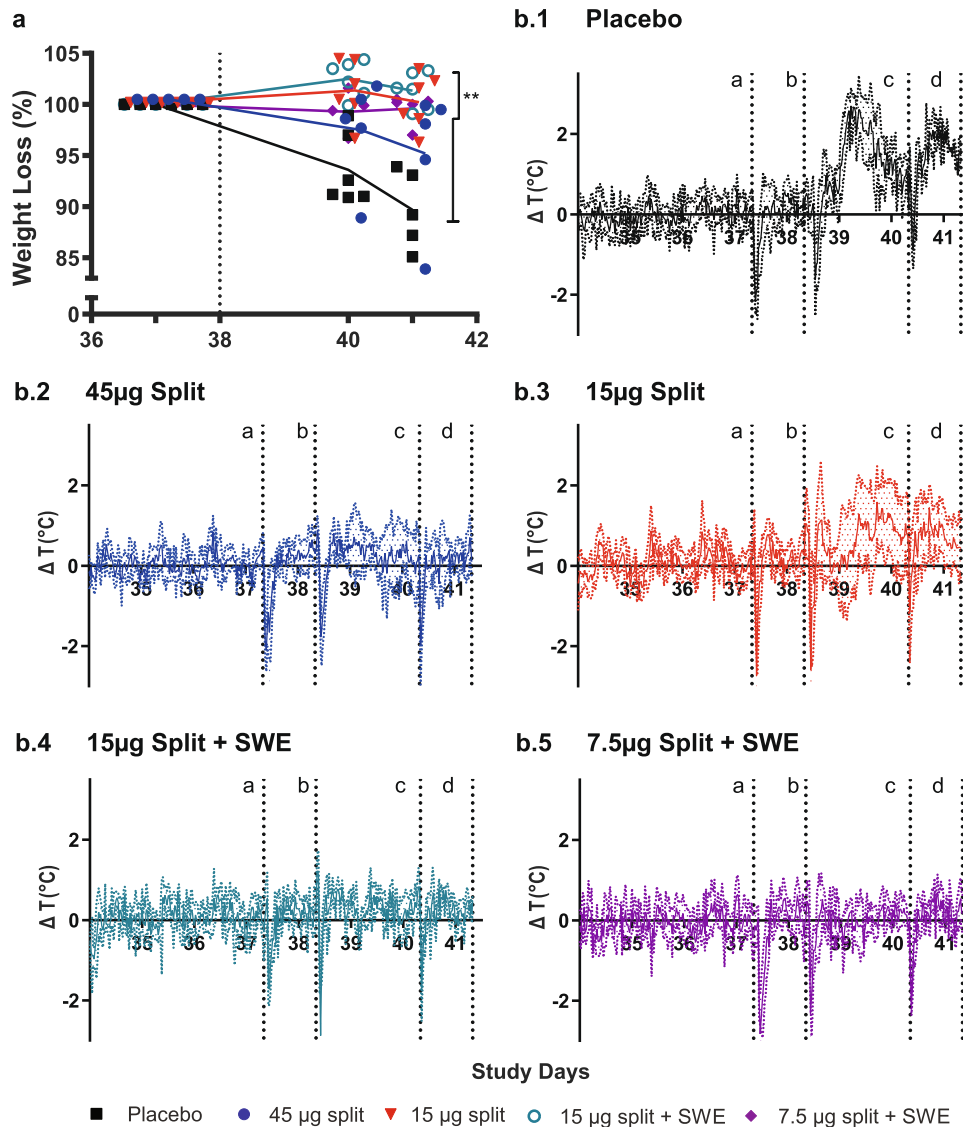 a
Weight Loss (%)
105
100
95
90
85
0
36 38 40 42
**
b.1 Placebo
Δ T(°C)
2
0
-2
35 36 37 38 39 40 41
a b c d
b.2 45µg Split
Δ T(°C)
2
0
-2
35 36 37 38 39 40 41
a b c d
b.3 15µg Split
Δ T(°C)
2
0
-2
35 36 37 38 39 40 41
a b c d
b.4 15µg Split + SWE
Δ T(°C)
2
0
-2
35 36 37 38 39 40 41
a b c d
b.5 7.5µg Split + SWE
Δ T(°C)
2
0
-2
35 36 37 38 39 40 41
a b c d
Study Days
Placebo 45 µg split 15 µg split 15 µg split + SWE 7.5 µg split + SWE